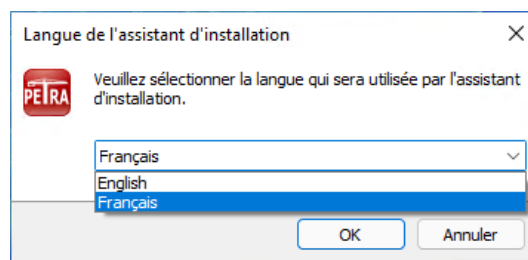 Langue de l'assistant d'installation
PETRA
Veuillez sélectionner la langue qui sera utilisée par l'assistant
d'installation.
Français
English
Français
OK Annuler